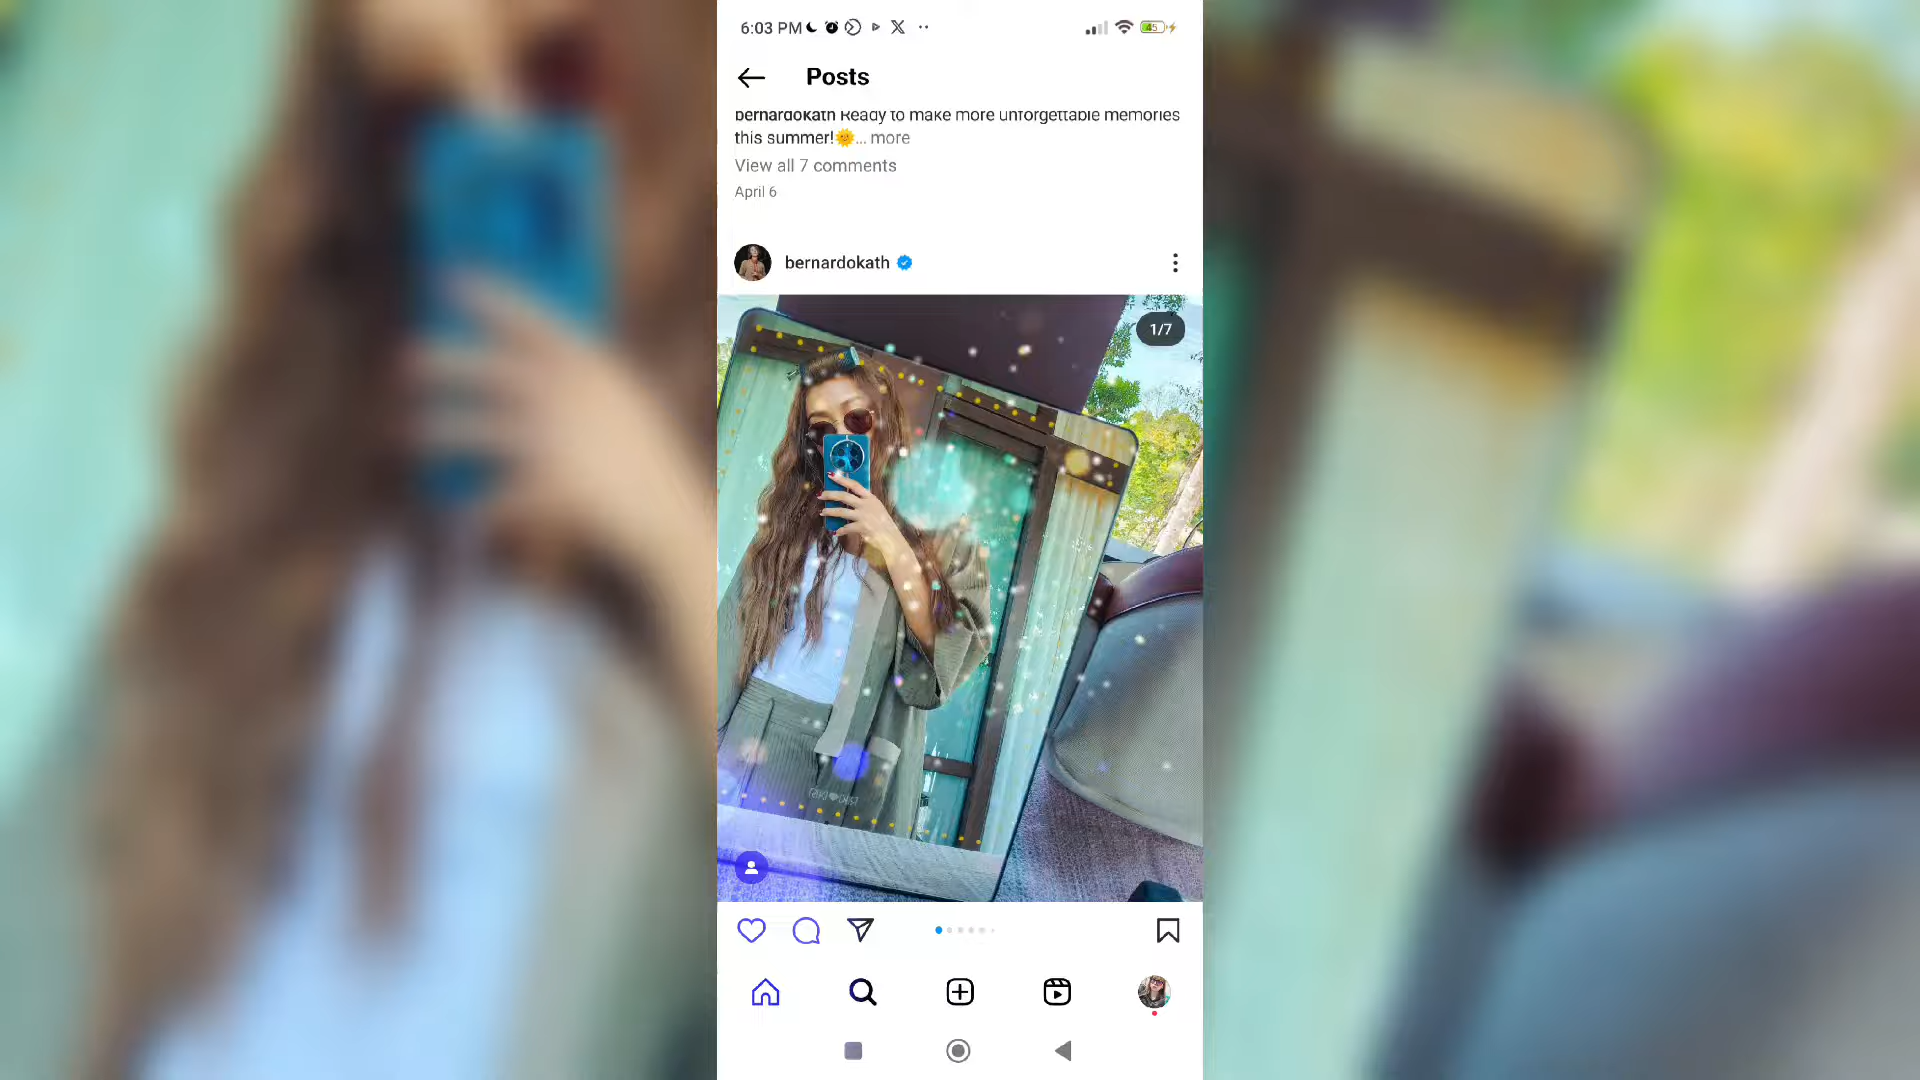 6:03 PM
45
Posts
bernardokath Ready to make more unforgettable memories
this summer!🌞... more
View all 7 comments
April 6
bernardokath
1/7